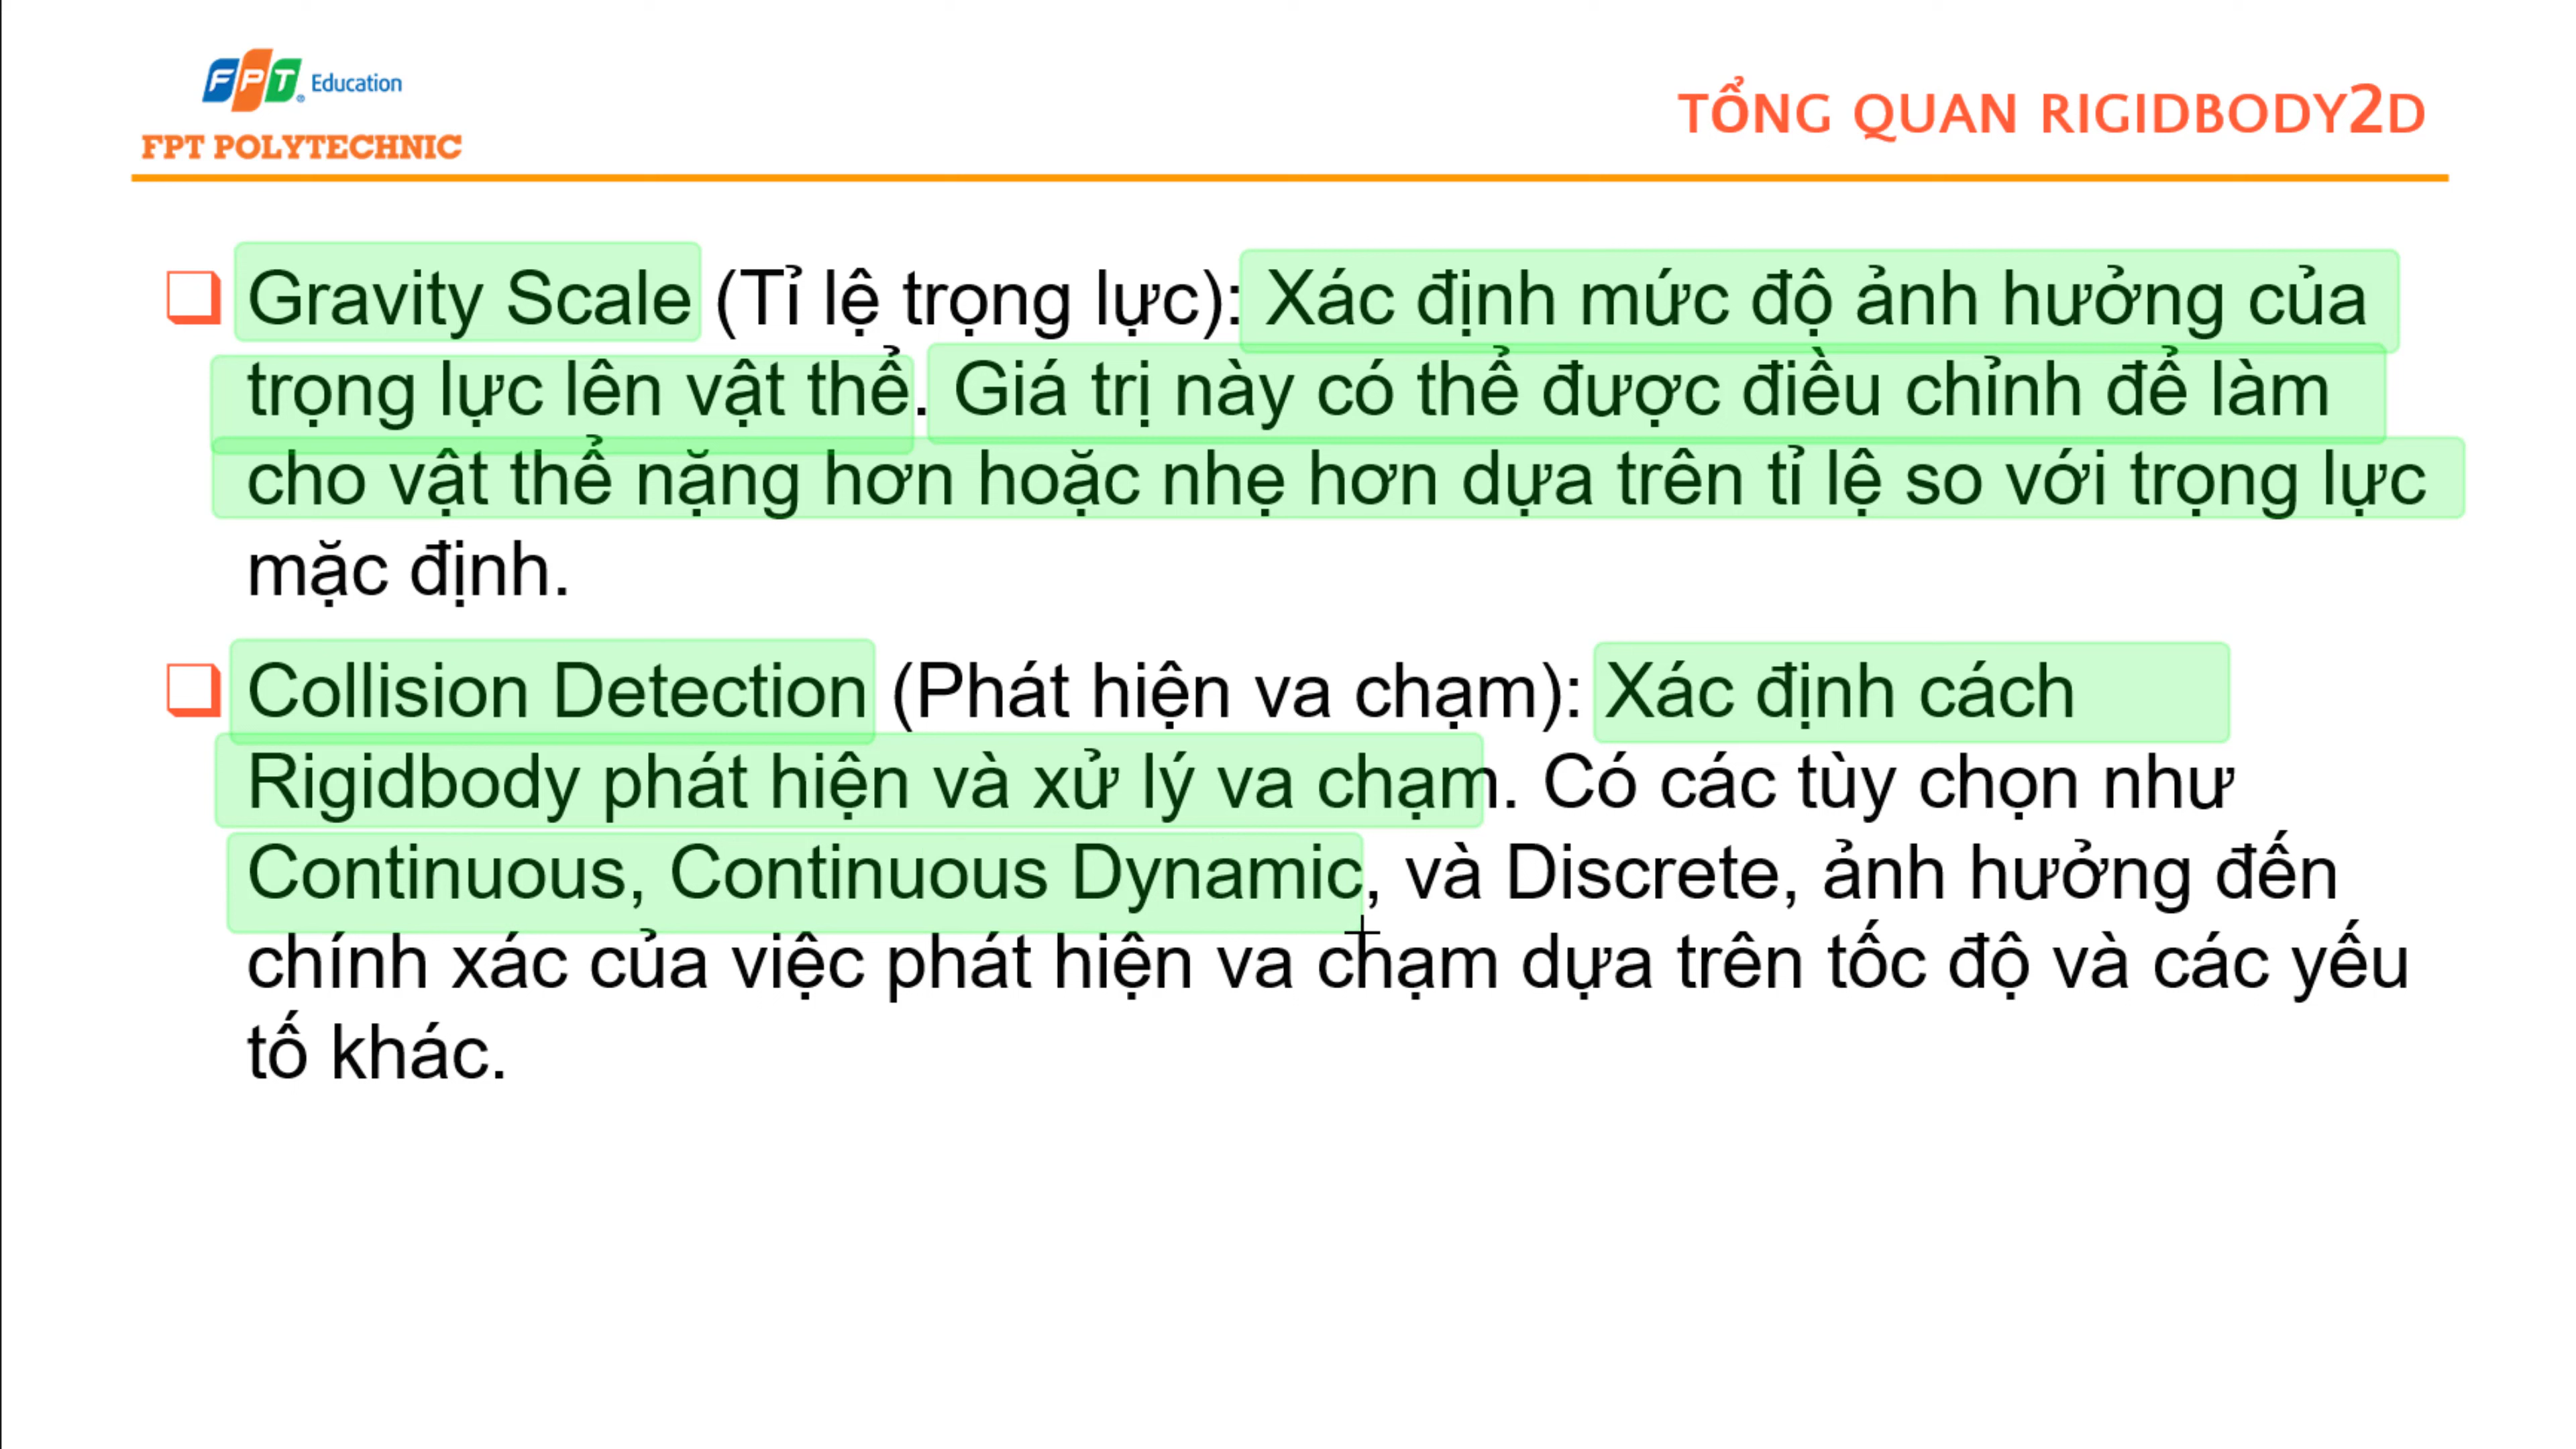 FPT Education
FPT POLYTECHNIC
TỔNG QUAN RIGIDBODY2D
Gravity Scale (Tỉ lệ trọng lực): Xác định mức độ ảnh hưởng của
trọng lực lên vật thể. Giá trị này có thể được điều chỉnh để làm
cho vật thể nặng hơn hoặc nhẹ hơn dựa trên tỉ lệ so với trọng lực
mặc định.
Collision Detection (Phát hiện va chạm): Xác định cách
Rigidbody phát hiện và xử lý va chạm. Có các tùy chọn như
Continuous, Continuous Dynamic, và Discrete, ảnh hưởng đến
chính xác của việc phát hiện va chạm dựa trên tốc độ và các yếu
tố khác.